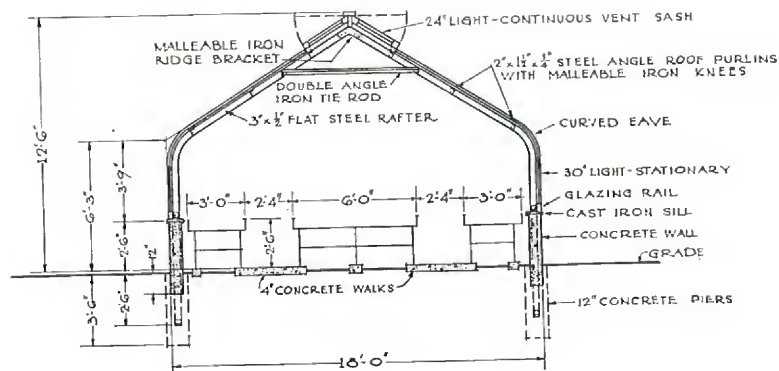 24" LIGHT-CONTINUOUS VENT SASH
MALLEABLE IRON
RIDGE BRACKET
2" x 1½" x ¼" STEEL ANGLE ROOF PURLINS
WITH MALLEABLE IRON KNEES
DOUBLE ANGLE
IRON TIE ROD
3" x ½" FLAT STEEL RAFTER
CURVED EAVE
12'-6"
6'-3"
3'-9"
30" LIGHT-STATIONARY
3'-0"
2'-4"
6'-0"
2'-4"
3'-0"
GLAZING RAIL
CAST IRON SILL
2'-6"
2'-6"
CONCRETE WALL
12"
GRADE
4" CONCRETE WALKS
3'-6"
2'-6"
12" CONCRETE PIERS
18'-0"